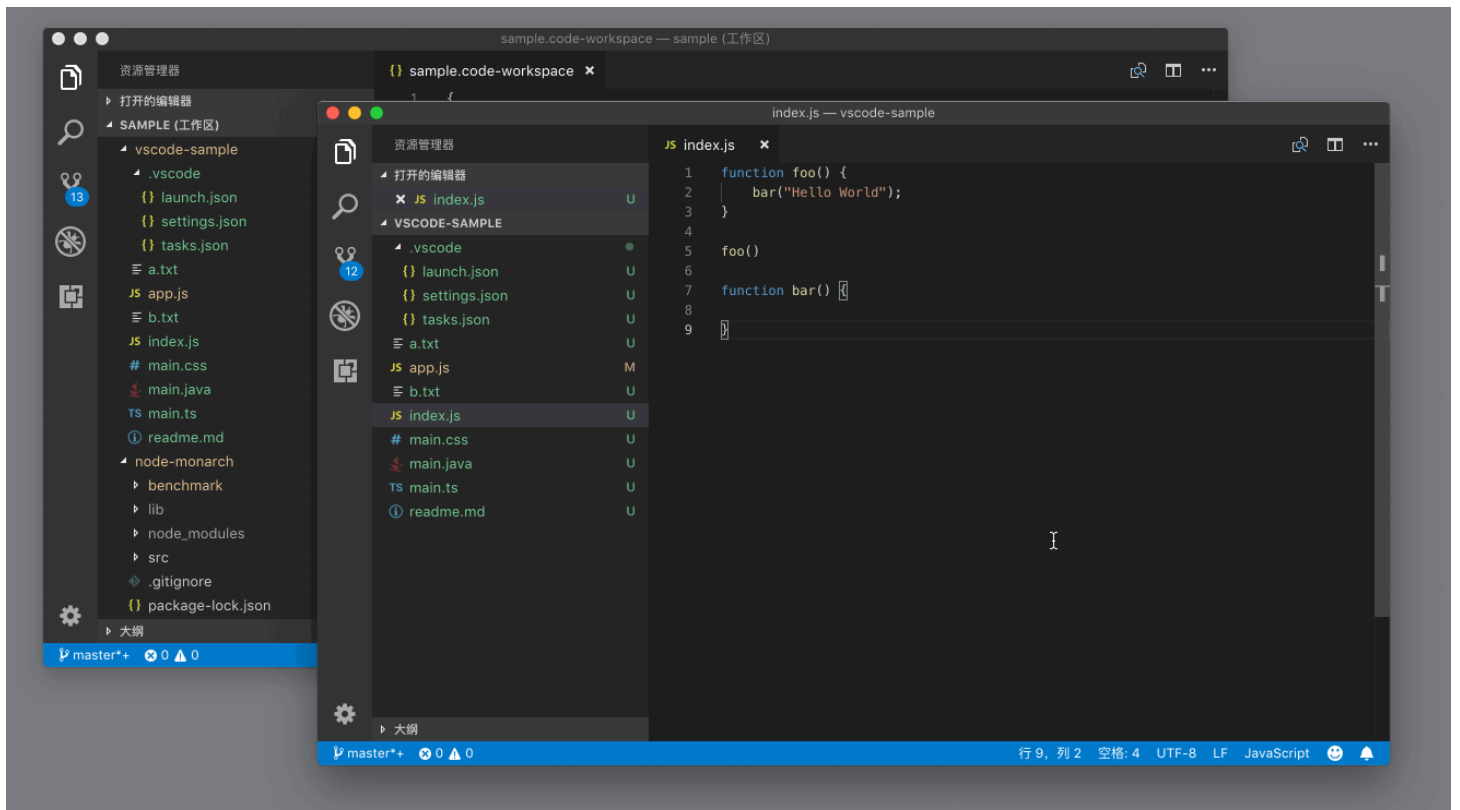 sample.code-workspace — sample (工作区)
资源管理器
{} sample.code-workspace ×
打开的编辑器
1 {
SAMPLE (工作区)
vscode-sample
.vscode
13
{} launch.json
{} settings.json
{} tasks.json
a.txt
JS app.js
b.txt
JS index.js
# main.css
main.java
TS main.ts
readme.md
node-monarch
benchmark
lib
node_modules
src
.gitignore
{} package-lock.json
大纲
master*+ 0 0
index.js — vscode-sample
资源管理器
JS index.js ×
打开的编辑器
× JS index.js U
VSCODE-SAMPLE
.vscode
12
{} launch.json U
{} settings.json U
{} tasks.json U
a.txt U
JS app.js M
b.txt U
JS index.js U
# main.css U
main.java U
TS main.ts U
readme.md U
大纲
1 function foo() {
2 bar("Hello World");
3 }
4
5 foo()
6
7 function bar() {
8
9 }
master*+ 0 0
行 9，列 2 空格: 4 UTF-8 LF JavaScript